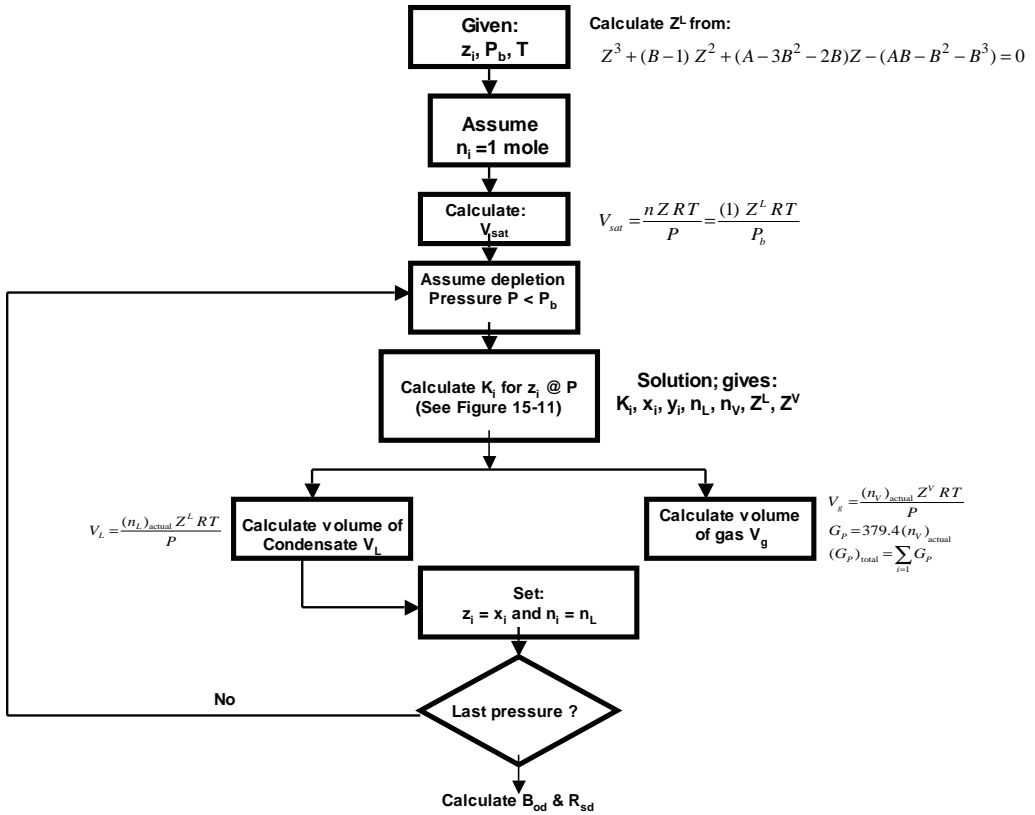 Given:
z_i, P_b, T
Calculate Z^L from:
Z^3 + (B − 1) Z^2 + (A − 3B^2 − 2B)Z − (AB − B^2 − B^3) = 0
Assume
n_i =1 mole
Calculate:
V_sat
V_sat = n Z RT / P = (1) Z^L RT / P_b
Assume depletion
Pressure P < P_b
Calculate K_i for z_i @ P
(See Figure 15-11)
Solution; gives:
K_i, x_i, y_i, n_L, n_V, Z^L, Z^V
V_L = (n_L)_actual Z^L RT / P
Calculate volume of
Condensate V_L
Calculate volume
of gas V_g
V_g = (n_V)_actual Z^V RT / P
G_P = 379.4 (n_V)_actual
(G_P)_total = ∑_{i=1} G_P
Set:
z_i = x_i and n_i = n_L
No
Last pressure ?
Calculate B_od & R_sd